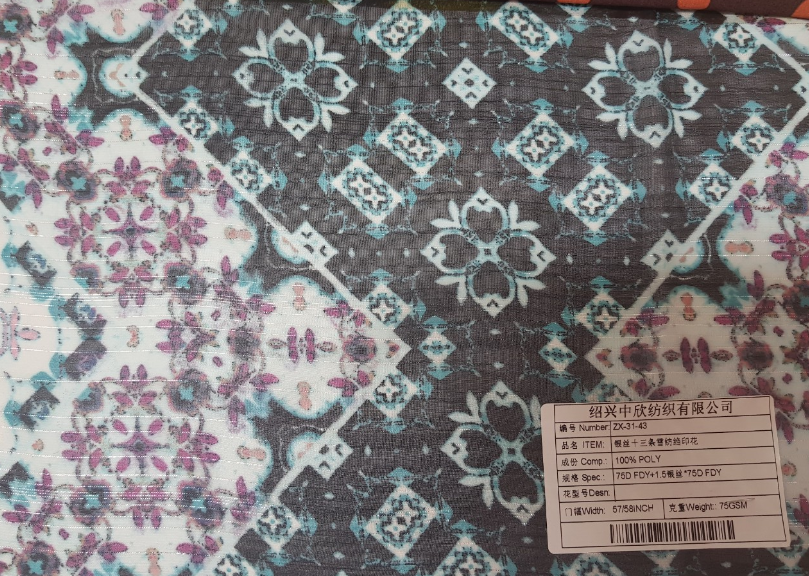 绍兴中欣纺织有限公司
编号 Number: ZX-31-43
品名 ITEM: 银丝十三条雪纺绉印花
成份 Comp.: 100% POLY
规格 Spec.: 75D FDY+1.5银丝*75D FDY
花型号Desn:
门幅Width: 57/58INCH 克重Weight:: 75GSM